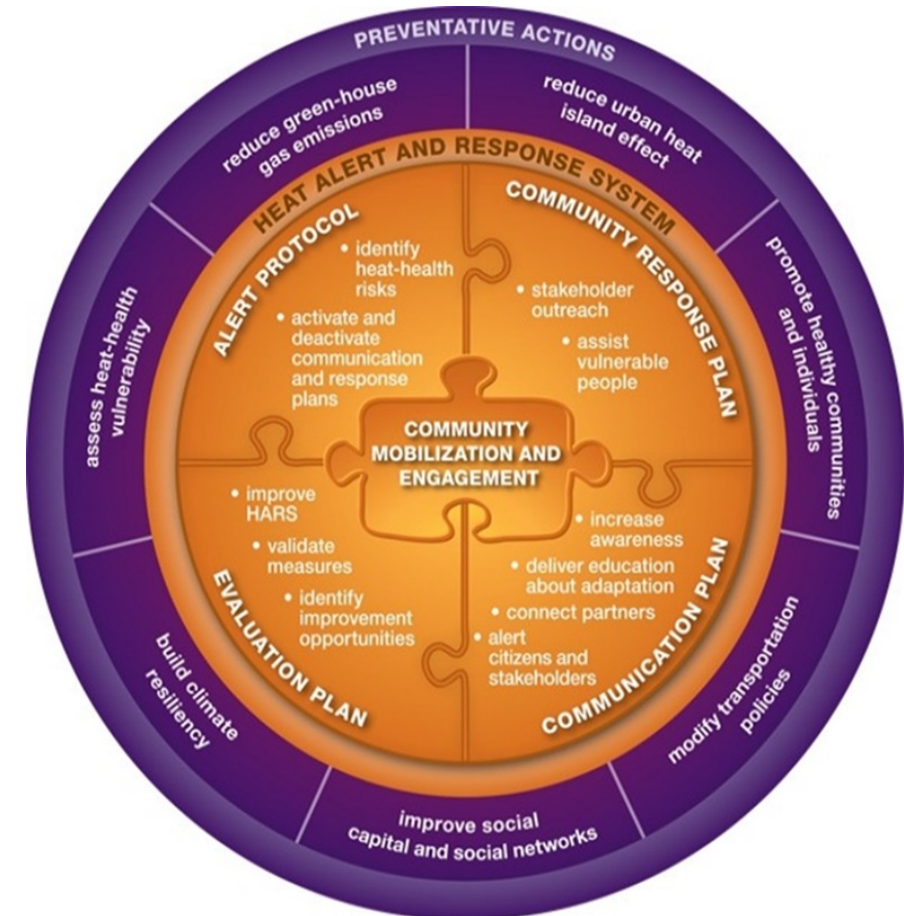 PREVENTATIVE ACTIONS
reduce green-house
gas emissions
reduce urban heat
island effect
promote healthy communities
and individuals
modify transportation
policies
improve social
capital and social networks
build climate
resiliency
assess heat-health
vulnerability
HEAT ALERT AND RESPONSE SYSTEM
ALERT PROTOCOL
• identify
heat-health
risks
• activate and
deactivate
communication
and response
plans
COMMUNITY RESPONSE PLAN
• stakeholder
outreach
• assist
vulnerable
people
COMMUNITY
MOBILIZATION AND
ENGAGEMENT
• improve
HARS
• validate
measures
• identify
improvement
opportunities
EVALUATION PLAN
• increase
awareness
• deliver education
about adaptation
• connect partners
• alert
citizens and
stakeholders
COMMUNICATION PLAN